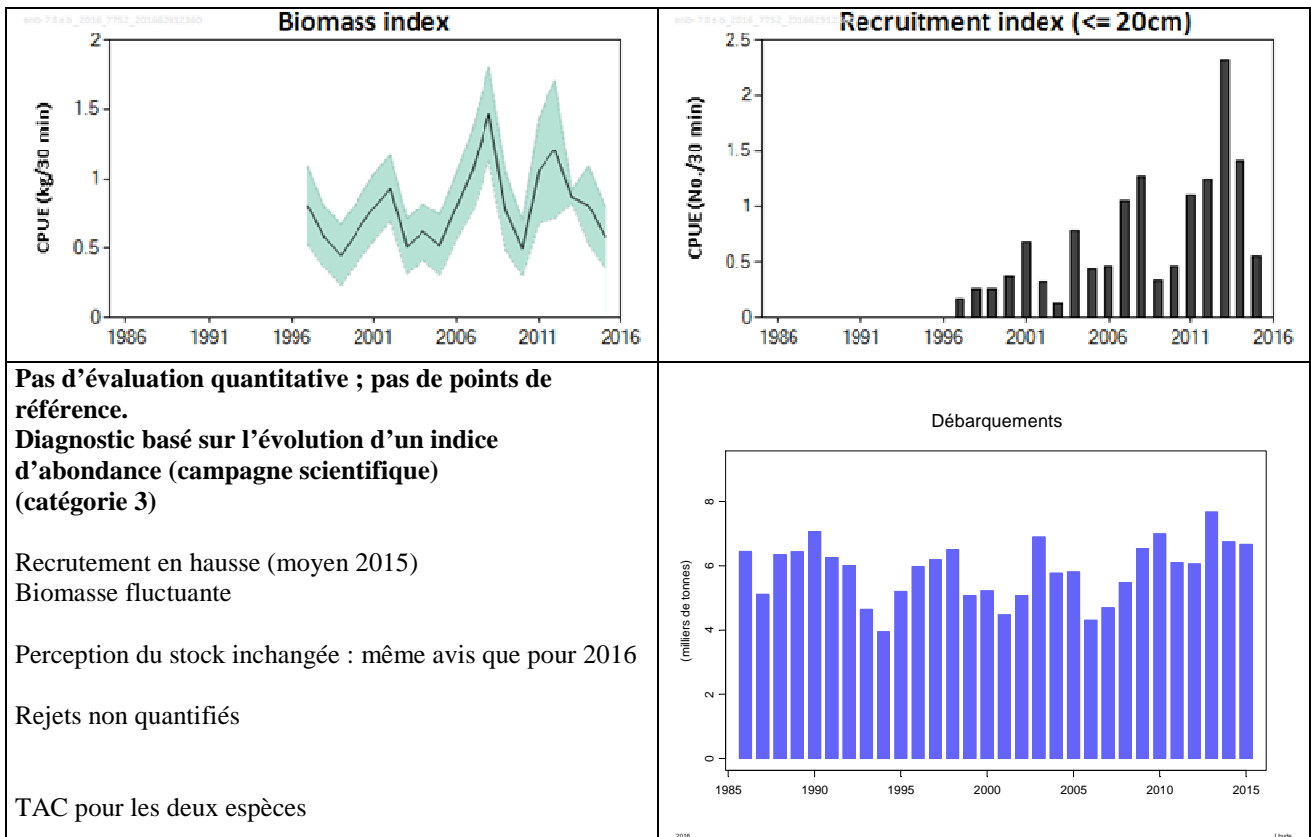 Biomass index
2
1.5
1
0.5
0
CPUE (kg/30 min)
1986 1991 1996 2001 2006 2011 2016
Recruitment index (<= 20cm)
2.5
2
1.5
1
0.5
0
CPUE (No./30 min)
1986 1991 1996 2001 2006 2011 2016
Pas d’évaluation quantitative ; pas de points de
référence.
Diagnostic basé sur l’évolution d’un indice
d’abondance (campagne scientifique)
(catégorie 3)
Recrutement en hausse (moyen 2015)
Biomasse fluctuante
Perception du stock inchangée : même avis que pour 2016
Rejets non quantifiés
TAC pour les deux espèces
Débarquements
8
6
4
2
0
(milliers de tonnes)
1985 1990 1995 2000 2005 2010 2015
2016